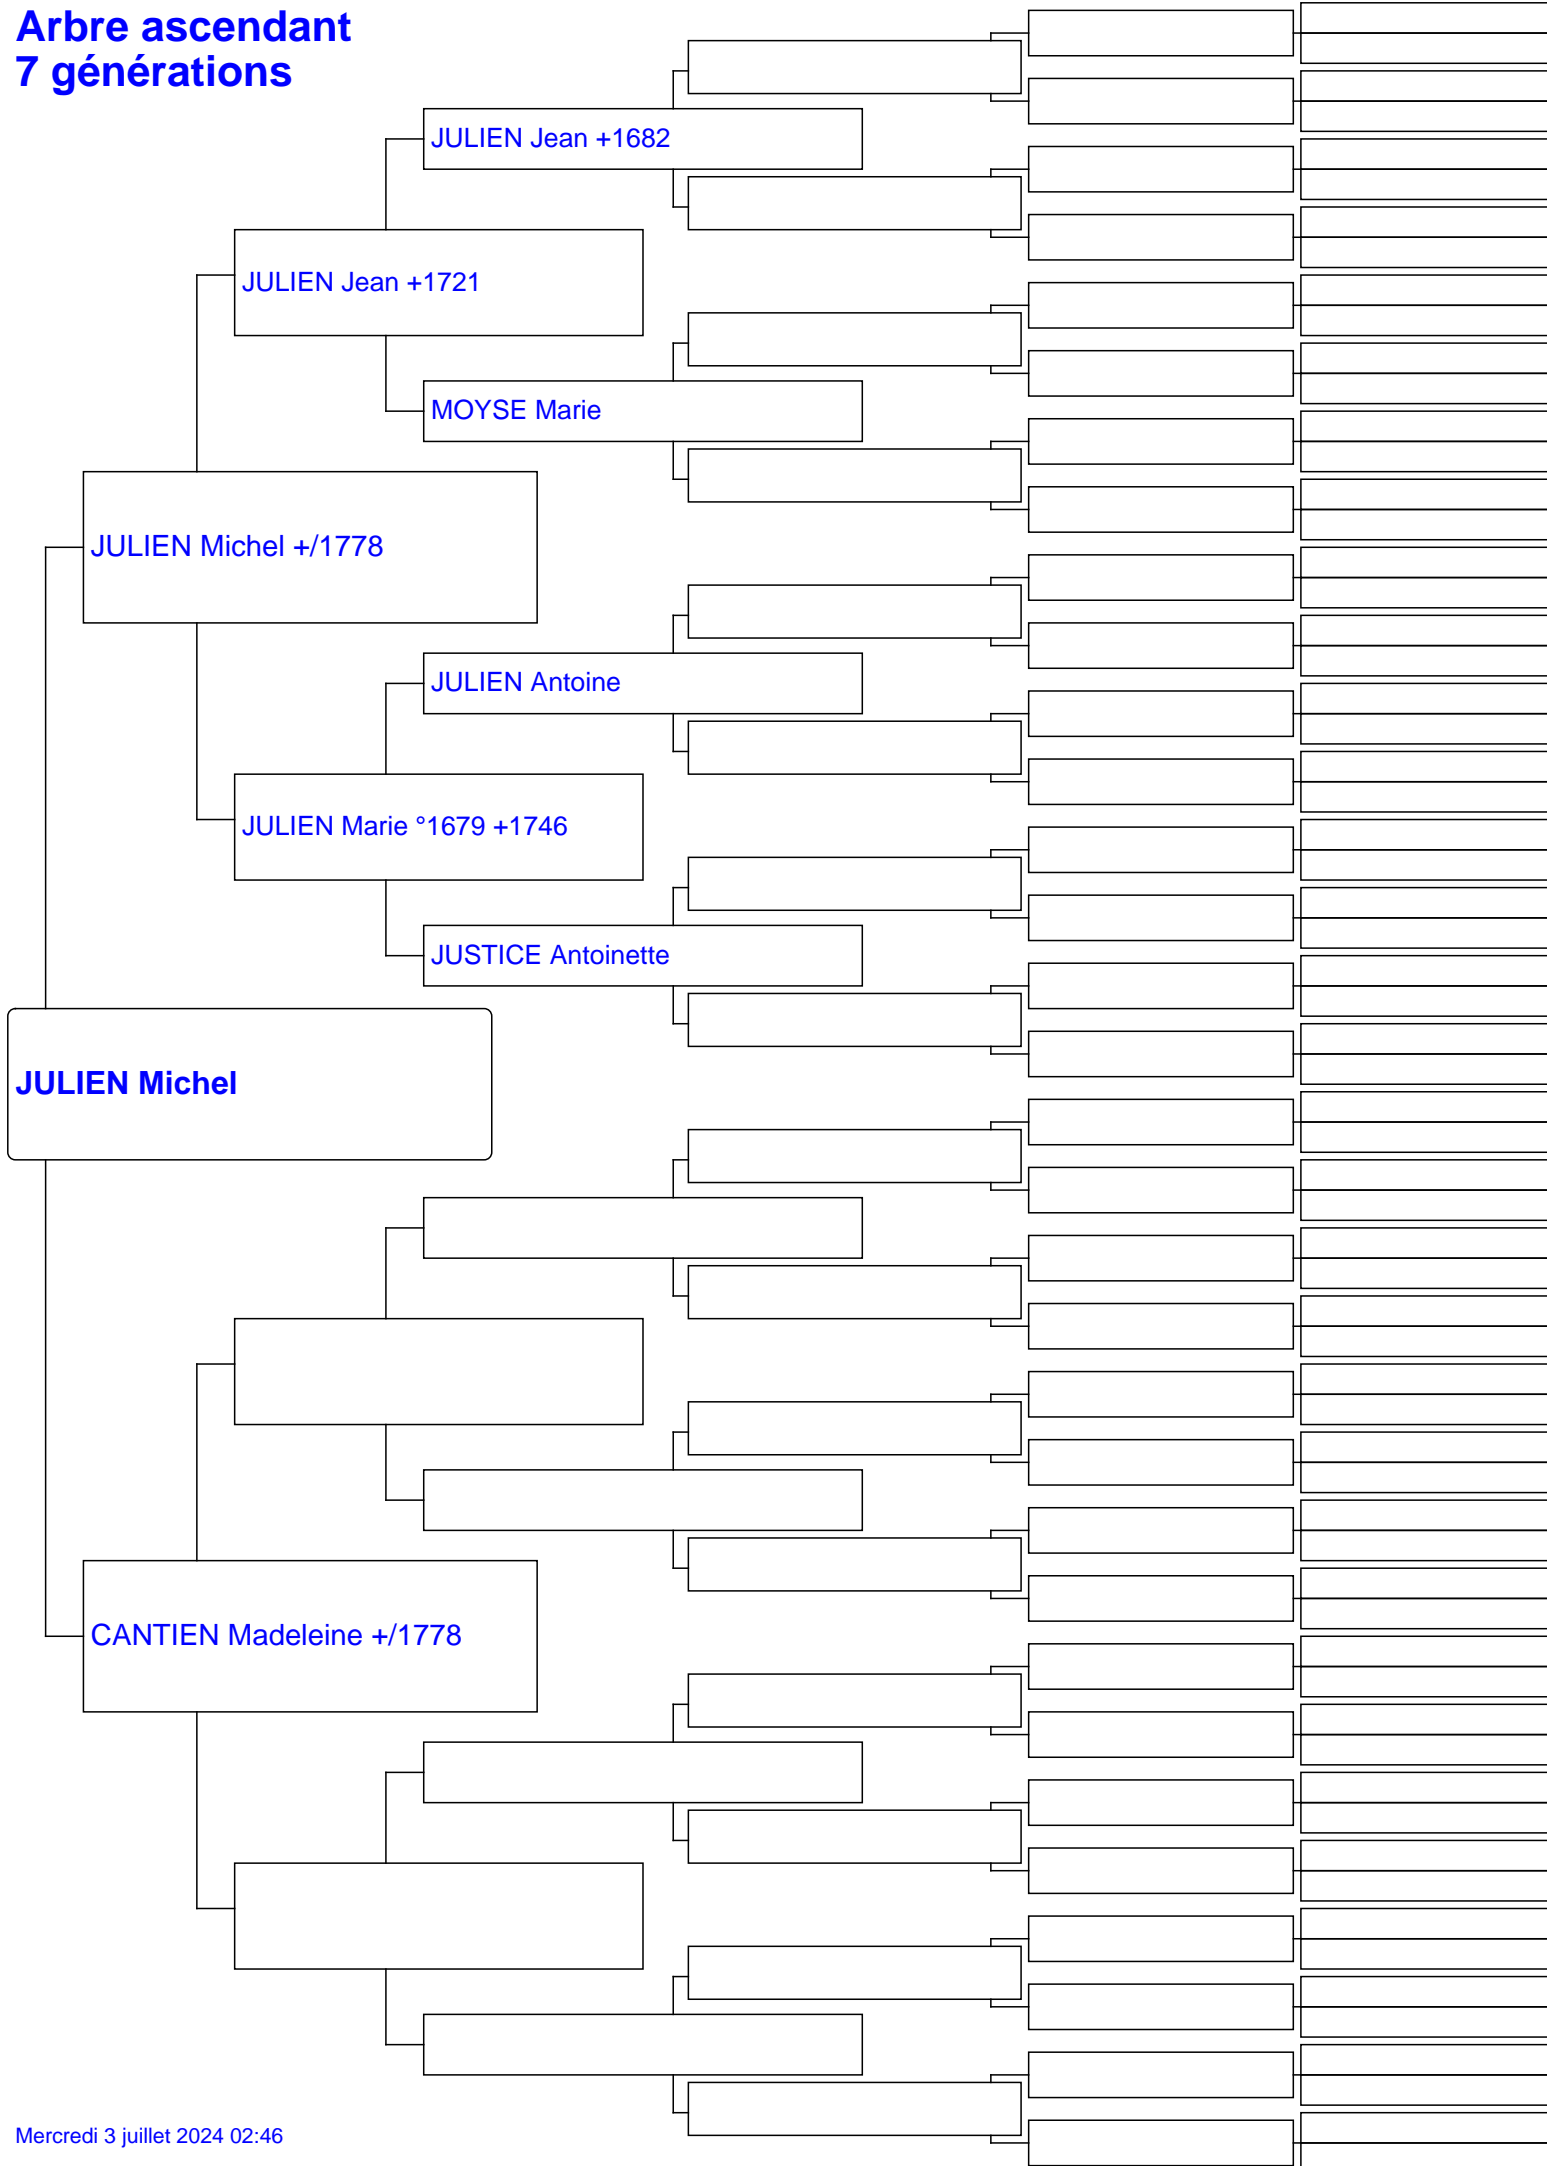 Arbre ascendant
7 générations
JULIEN Jean +1682
JULIEN Jean +1721
MOYSE Marie
JULIEN Michel +/1778
JULIEN Antoine
JULIEN Marie °1679 +1746
JUSTICE Antoinette
JULIEN Michel
CANTIEN Madeleine +/1778
Mercredi 3 juillet 2024 02:46